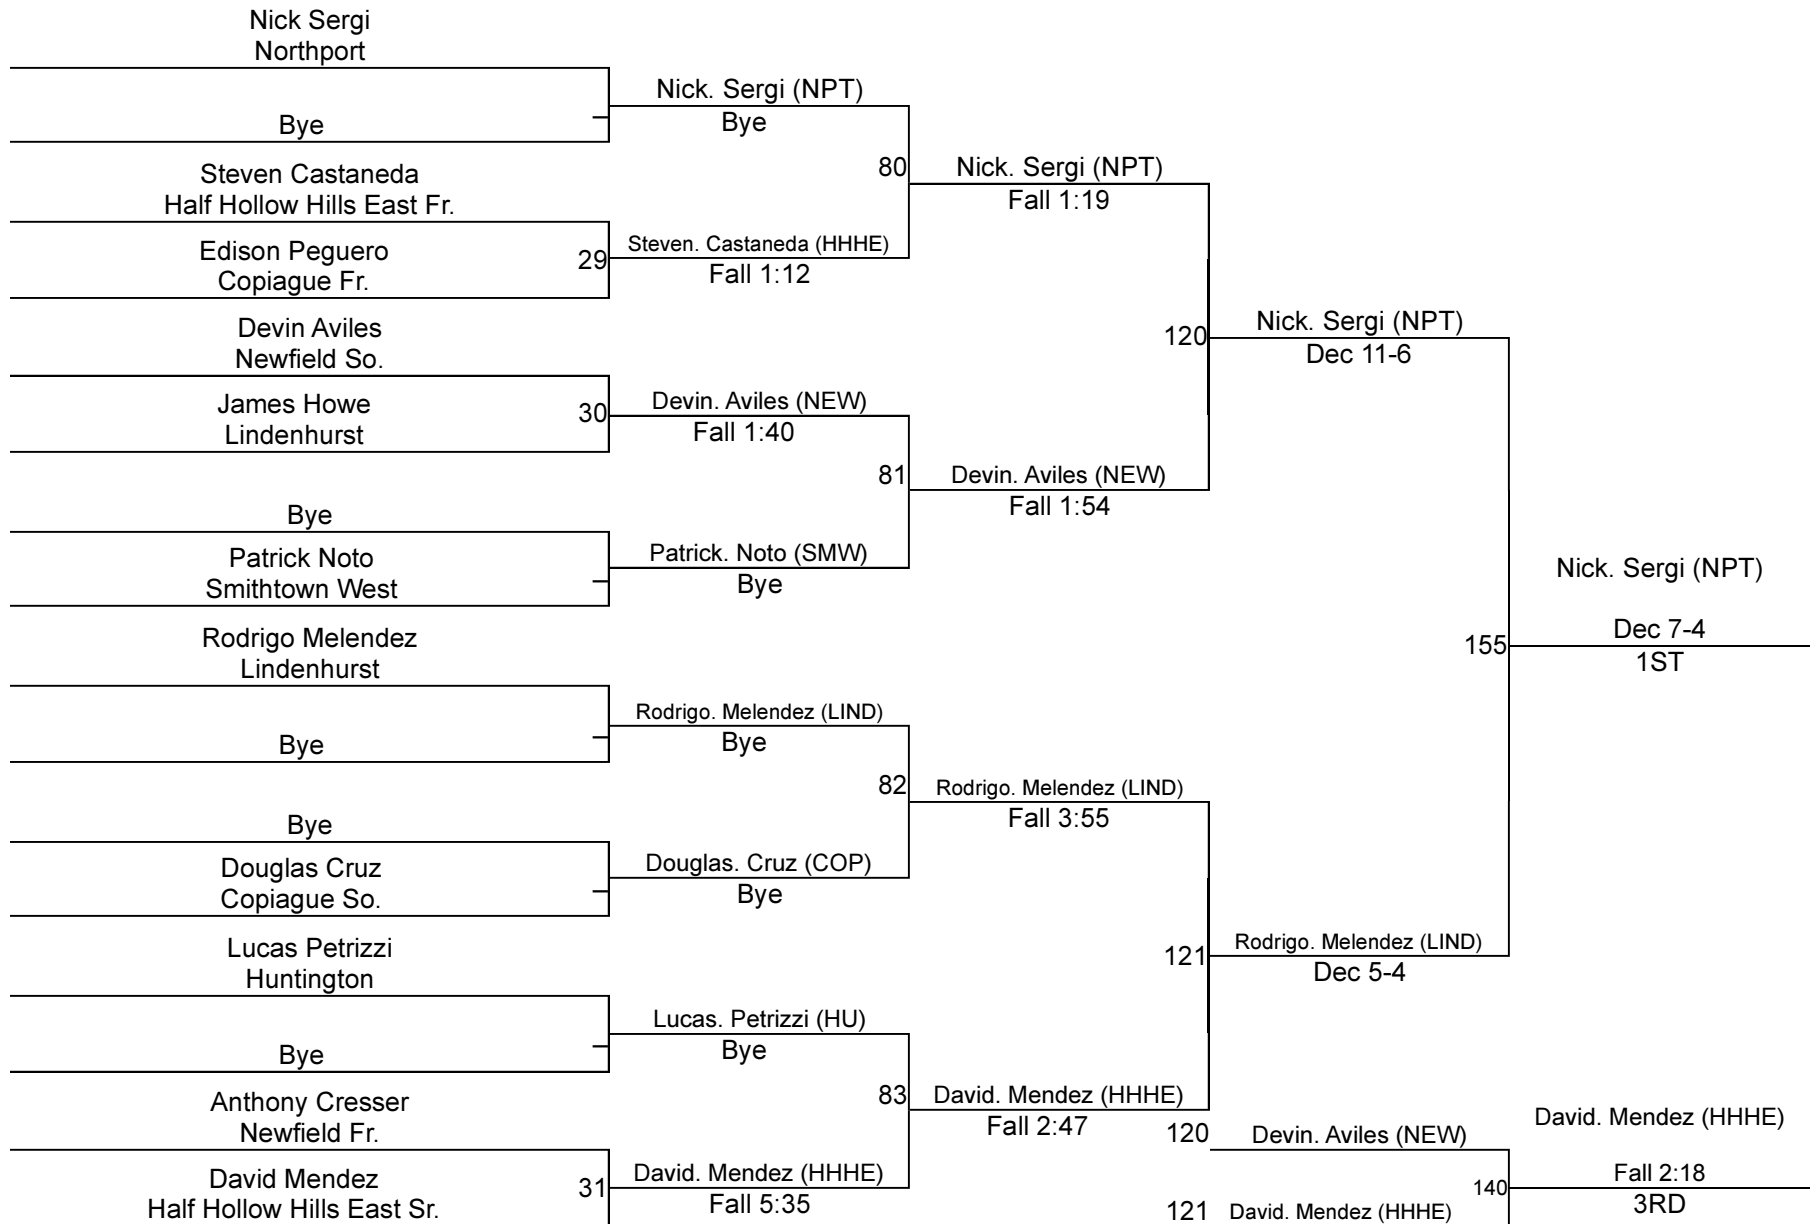 Nick Sergi
Northport
Bye
Steven Castaneda
Half Hollow Hills East Fr.
Edison Peguero
Copiague Fr.
29
Devin Aviles
Newfield So.
James Howe
Lindenhurst
30
Bye
Patrick Noto
Smithtown West
Rodrigo Melendez
Lindenhurst
Bye
Bye
Douglas Cruz
Copiague So.
Lucas Petrizzi
Huntington
Bye
Anthony Cresser
Newfield Fr.
David Mendez
Half Hollow Hills East Sr.
31
Nick. Sergi (NPT)
Bye
80
Steven. Castaneda (HHHE)
Fall 1:12
Devin. Aviles (NEW)
Fall 1:40
81
Patrick. Noto (SMW)
Bye
Rodrigo. Melendez (LIND)
Bye
82
Douglas. Cruz (COP)
Bye
Lucas. Petrizzi (HU)
Bye
83
David. Mendez (HHHE)
Fall 5:35
Nick. Sergi (NPT)
Fall 1:19
120
Devin. Aviles (NEW)
Fall 1:54
Rodrigo. Melendez (LIND)
Fall 3:55
121
David. Mendez (HHHE)
Fall 2:47
Nick. Sergi (NPT)
Dec 11-6
155
Rodrigo. Melendez (LIND)
Dec 5-4
Nick. Sergi (NPT)
Dec 7-4
1ST
120
Devin. Aviles (NEW)
140
121
David. Mendez (HHHE)
David. Mendez (HHHE)
Fall 2:18
3RD